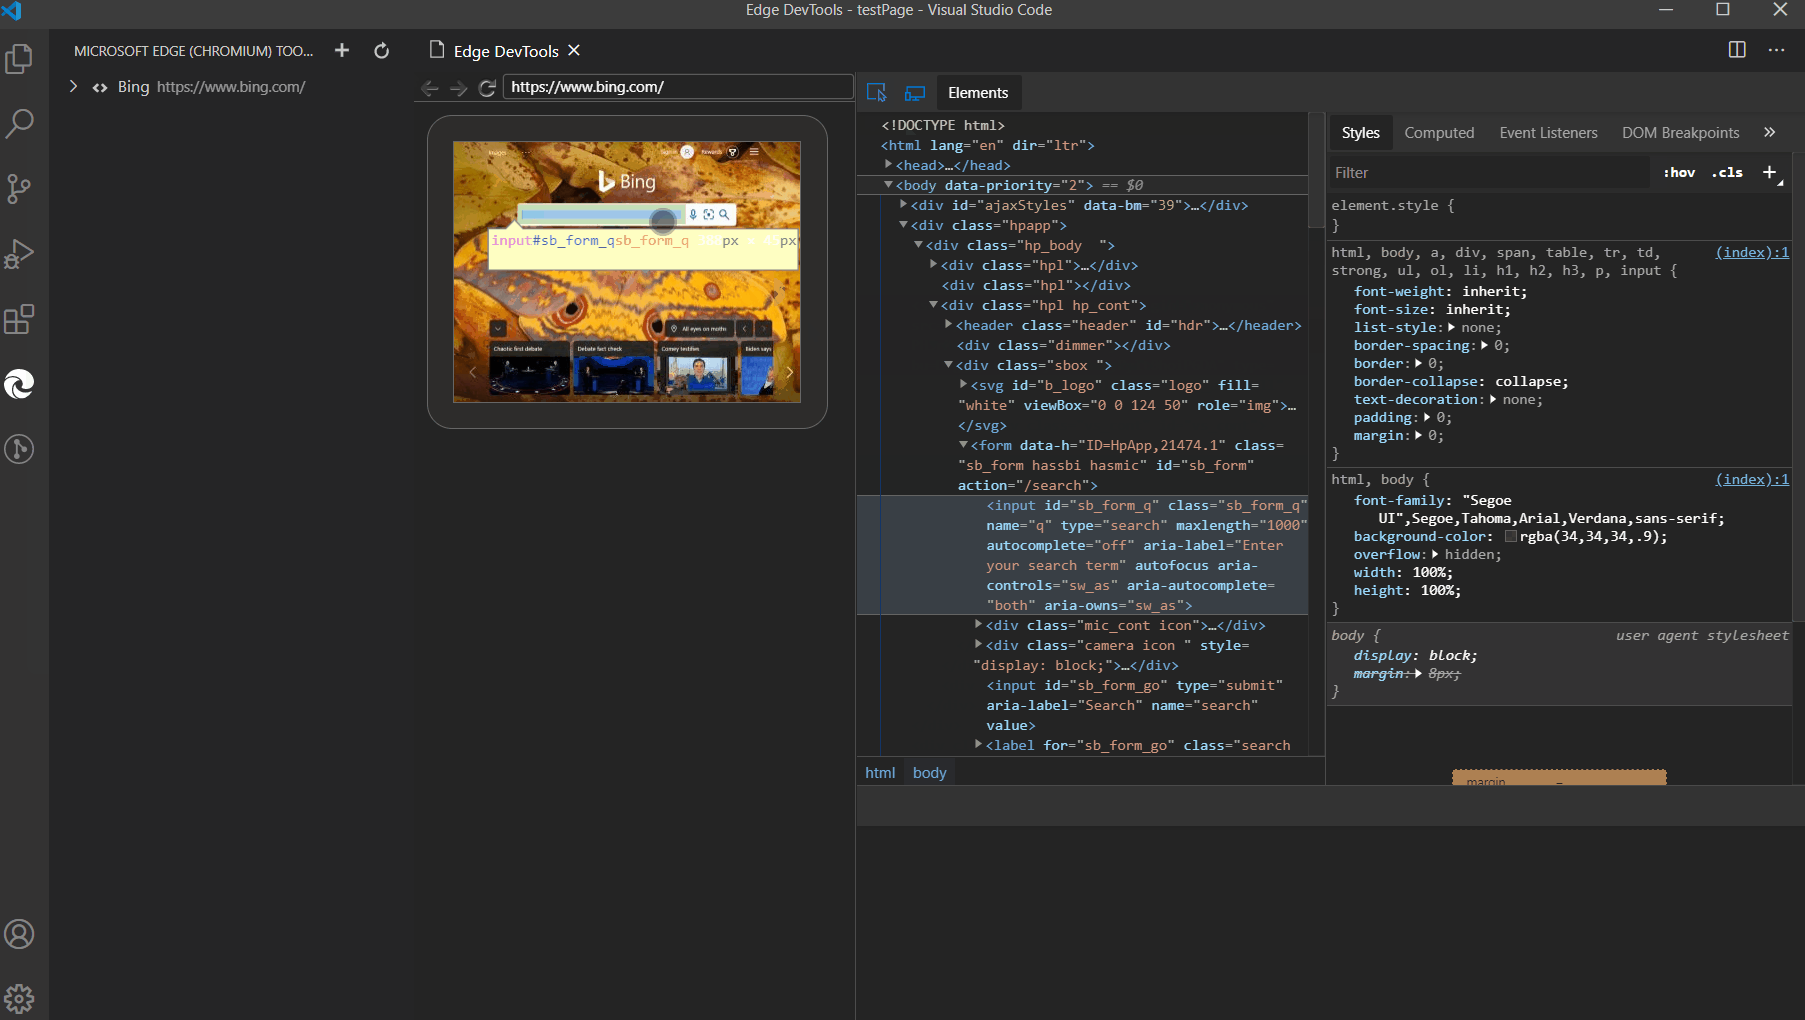 Edge DevTools - testPage - Visual Studio Code
MICROSOFT EDGE (CHROMIUM) TOO...
Bing https://www.bing.com/
Edge DevTools
https://www.bing.com/
Rewards
Bing
input#sb_form_qsb_form_q
px
px
All eyes on moths
Chaotic first debate
Debate fact check
Comey testifies
Biden says
Elements
<!DOCTYPE html>
<html lang="en" dir="ltr">
<head>…</head>
<body data-priority="2"> == $0
<div id="ajaxStyles" data-bm="39">…</div>
<div class="hpapp">
<div class="hp_body  ">
<div class="hpl">…</div>
<div class="hpl"></div>
<div class="hpl hp_cont">
<header class="header" id="hdr">…</header>
<div class="dimmer"></div>
<div class="sbox ">
<svg id="b_logo" class="logo" fill=
"white" viewBox="0 0 124 50" role="img">…
</svg>
<form data-h="ID=HpApp,21474.1" class=
"sb_form hassbi hasmic" id="sb_form"
action="/search">
<input id="sb_form_q" class="sb_form_q"
name="q" type="search" maxlength="1000"
autocomplete="off" aria-label="Enter
your search term" autofocus aria-
controls="sw_as" aria-autocomplete=
"both" aria-owns="sw_as">
<div class="mic_cont icon">…</div>
<div class="camera icon " style=
"display: block;">…</div>
<input id="sb_form_go" type="submit"
aria-label="Search" name="search"
value>
<label for="sb_form_go" class="search
html body
Styles Computed Event Listeners DOM Breakpoints »
Filter :hov .cls +
element.style {
}
html, body, a, div, span, table, tr, td, (index):1
strong, ul, ol, li, h1, h2, h3, p, input {
font-weight: inherit;
font-size: inherit;
list-style: none;
border-spacing: 0;
border: 0;
border-collapse: collapse;
text-decoration: none;
padding: 0;
margin: 0;
}
html, body { (index):1
font-family: "Segoe
UI",Segoe,Tahoma,Arial,Verdana,sans-serif;
background-color: rgba(34,34,34,.9);
overflow: hidden;
width: 100%;
height: 100%;
}
body { user agent stylesheet
display: block;
margin: 8px;
}
margin –